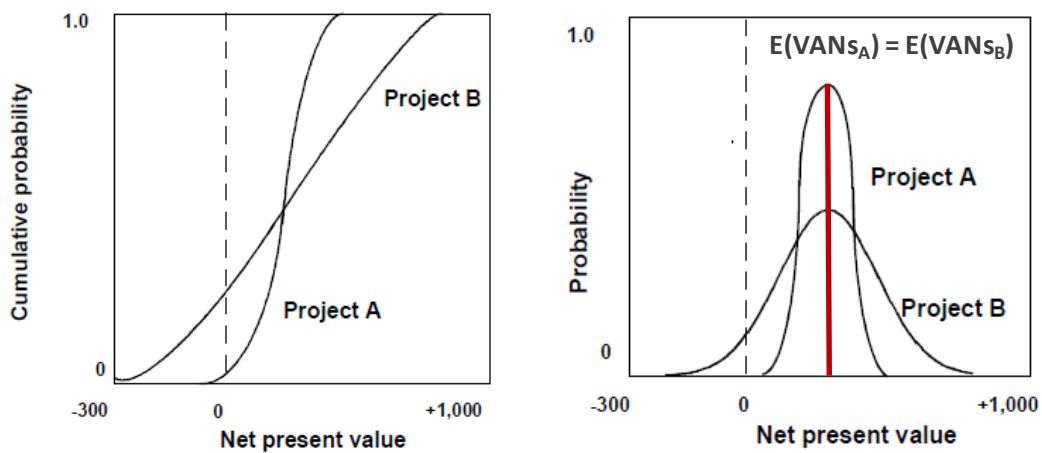 1.0
Cumulative probability
Project B
Project A
0
-300
0
+1,000
Net present value
1.0
E(VANsA) = E(VANsB)
Probability
Project A
Project B
0
-300
0
+1,000
Net present value